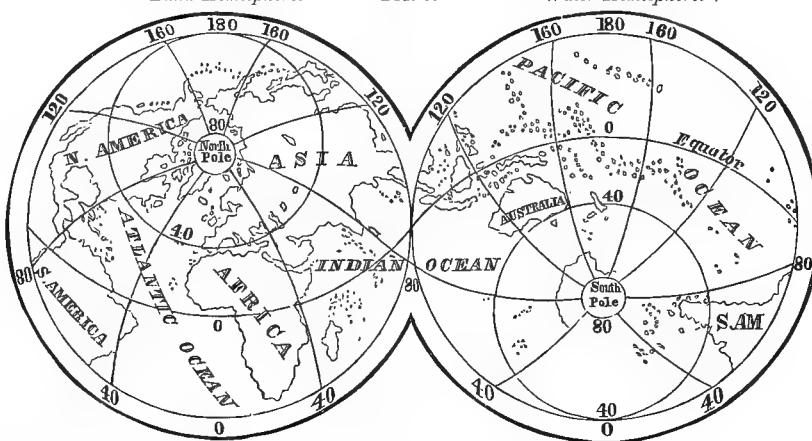 160 180 160
160 180 160
120
120
120
120
PACIFIC
N. AMERICA
80
North
Pole
ASIA
0
Equator
OCEAN
AUSTRALIA
40
40
ATLANTIC OCEAN
INDIAN OCEAN
80
80
80
S. AMERICA
AFRICA
South
Pole
80
S.AM
0
40
40
40
40
40
0
0